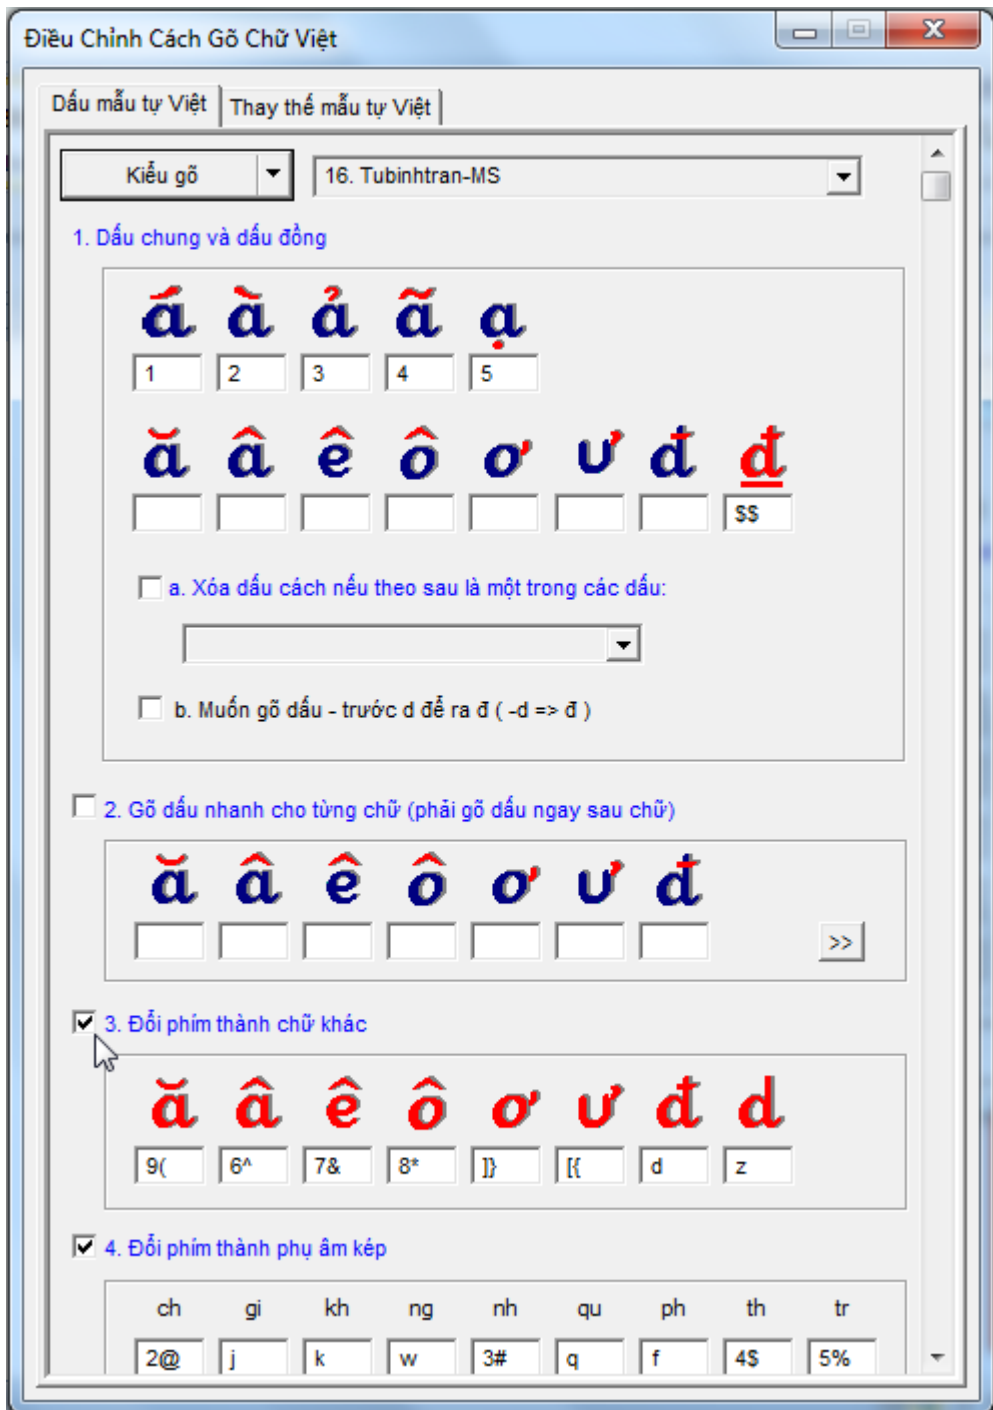 Điều Chỉnh Cách Gõ Chữ Việt
Dấu mẫu tự Việt Thay thế mẫu tự Việt
Kiểu gõ 16. Tubinhtran-MS
1. Dấu chung và dấu đồng
á à ả ã ạ
1 2 3 4 5
ă â ê ô ơ ư đ đ
$$
a. Xóa dấu cách nếu theo sau là một trong các dấu:
b. Muốn gõ dấu - trước d để ra đ ( -d => đ )
2. Gõ dấu nhanh cho từng chữ (phải gõ dấu ngay sau chữ)
ă â ê ô ơ ư đ
>>
3. Đổi phím thành chữ khác
ă â ê ô ơ ư đ d
9( 6^ 7& 8* ]} [{ d z
4. Đổi phím thành phụ âm kép
ch gi kh ng nh qu ph th tr
2@ j k w 3# q f 4$ 5%